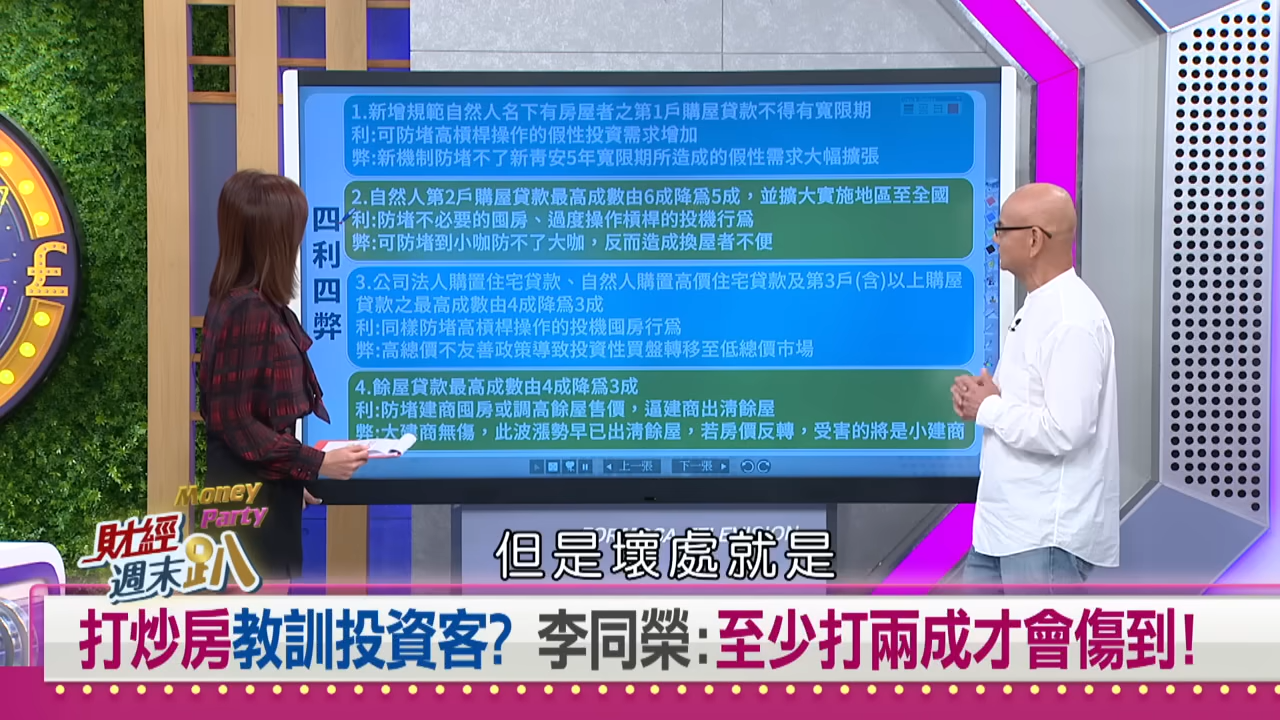 四利四弊
1.新增規範自然人名下有房屋者之第1戶購屋貸款不得有寬限期
利:可防堵高槓桿操作的假性投資需求增加
弊:新機制防堵不了新青安5年寬限期所造成的假性需求大幅擴張
2.自然人第2戶購屋貸款最高成數由6成降為5成，並擴大實施地區至全國
利:防堵不必要的囤房、過度操作槓桿的投機行為
弊:可防堵到小咖防不了大咖，反而造成換屋者不便
3.公司法人購置住宅貸款、自然人購置高價住宅貸款及第3戶(含)以上購屋
貸款之最高成數由4成降為3成
利:同樣防堵高槓桿操作的投機囤房行為
弊:高總價不友善政策導致投資性買盤轉移至低總價市場
4.餘屋貸款最高成數由4成降為3成
利:防堵建商囤房或調高餘屋售價，逼建商出清餘屋
弊:大建商無傷，此波漲勢早已出清餘屋，若房價反轉，受害的將是小建商
上一張 下一張
Money
Party
財經
週末趴
但是壞處就是
打炒房教訓投資客? 李同榮:至少打兩成才會傷到!